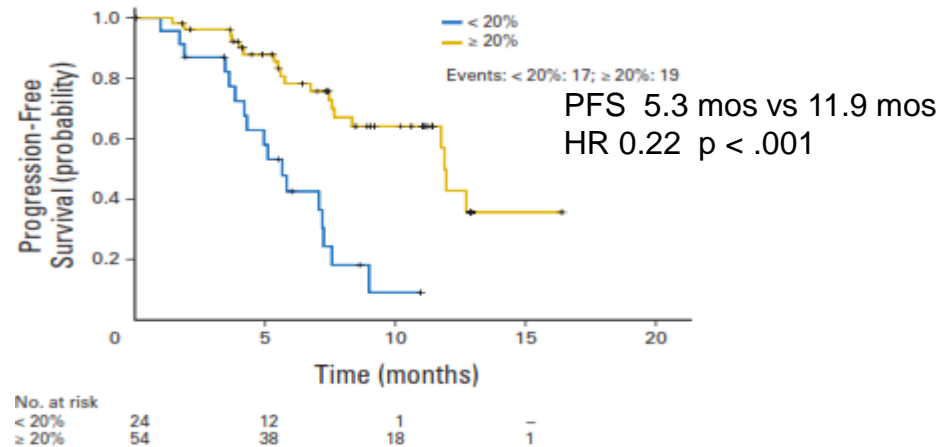 Progression-Free
Survival (probability)
1.0
0.8
0.6
0.4
0.2
< 20%
≥ 20%
Events: < 20%: 17; ≥ 20%: 19
PFS  5.3 mos vs 11.9 mos
HR 0.22  p < .001
0 5 10 15 20
Time (months)
No. at risk
< 20% 24 12 1 –
≥ 20% 54 38 18 1